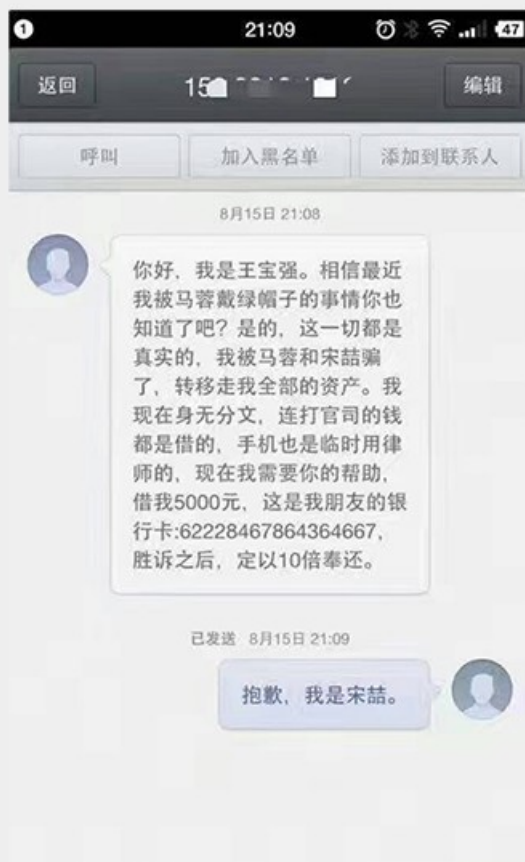 1
21:09
47
返回
编辑
呼叫
加入黑名单
添加到联系人
8月15日 21:08
你好，我是王宝强。相信最近
我被马蓉戴绿帽子的事情你也
知道了吧？是的，这一切都是
真实的，我被马蓉和宋喆骗
了，转移走我全部的资产。我
现在身无分文，连打官司的钱
都是借的，手机也是临时用律
师的，现在我需要你的帮助，
借我5000元，这是我朋友的银
行卡:62228467864364667，
胜诉之后，定以10倍奉还。
已发送 8月15日 21:09
抱歉，我是宋喆。